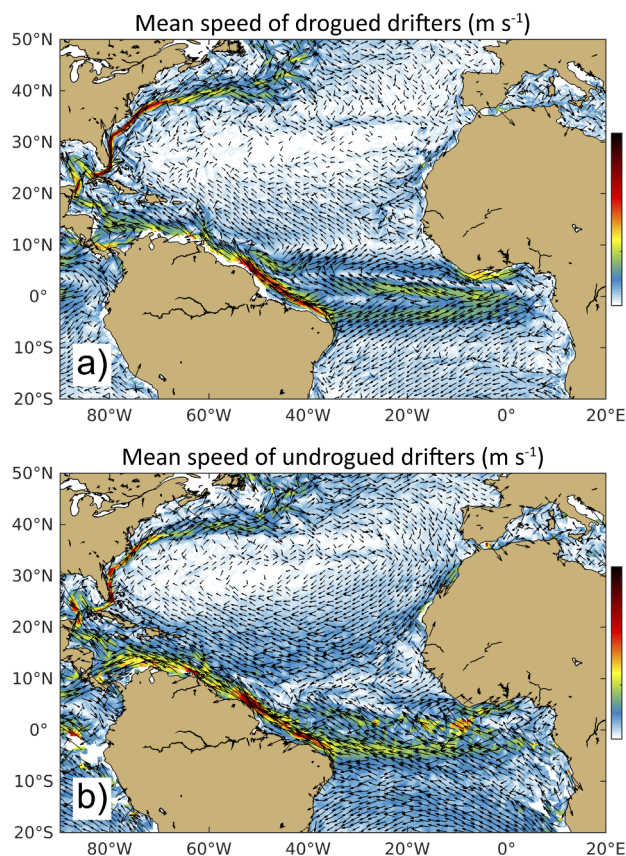 Mean speed of drogued drifters (m s⁻¹)
50°N
40°N
30°N
20°N
10°N
0°
10°S
20°S
a)
80°W 60°W 40°W 20°W 0° 20°E
Mean speed of undrogued drifters (m s⁻¹)
50°N
40°N
30°N
20°N
10°N
0°
10°S
20°S
b)
80°W 60°W 40°W 20°W 0° 20°E